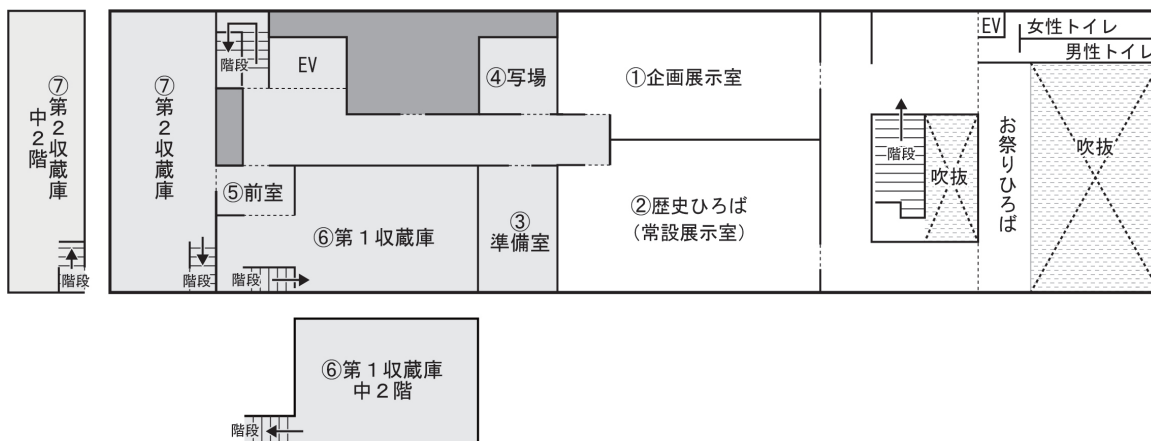 ⑦第2収蔵庫
中2階
階段
⑦第2収蔵庫
階段
階段
EV
④写場
⑤前室
⑥第1収蔵庫
階段
③
準備室
①企画展示室
②歴史ひろば
(常設展示室)
階段
吹抜
EV
女性トイレ
男性トイレ
お祭りひろば
吹抜
⑥第1収蔵庫
中2階
階段